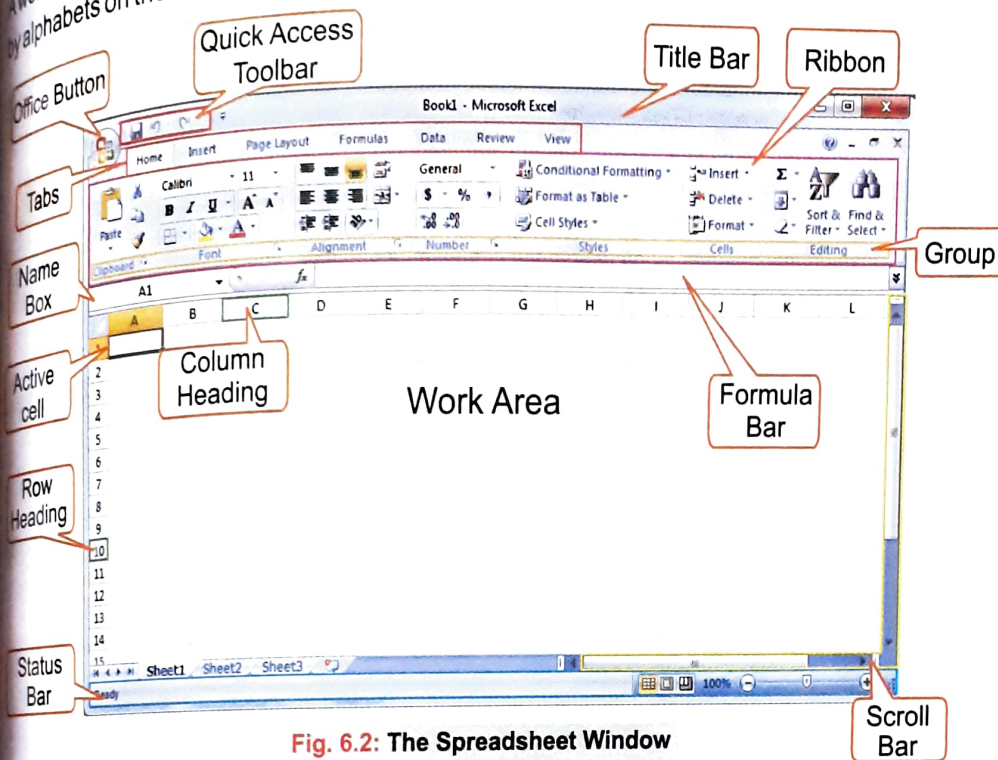 by alphabets on the
Quick Access
Toolbar
Title Bar
Ribbon
Office Button
Book1 - Microsoft Excel
Tabs
Home Insert Page Layout Formulas Data Review View
Calibri 11 General Conditional Formatting Insert Σ
B I U A A $ % , Format as Table Delete
Paste Cell Styles Format Sort & Find &
Filter Select
Clipboard Font Alignment Number Styles Cells Editing
Group
Name
Box
A1 fx
A B C D E F G H I J K L
1
2
3
4
5
6
7
8
9
10
11
12
13
14
15
Active
cell
Column
Heading
Work Area
Formula
Bar
Row
Heading
Sheet1 Sheet2 Sheet3
Status
Bar
Ready 100%
Scroll
Bar
Fig. 6.2: The Spreadsheet Window